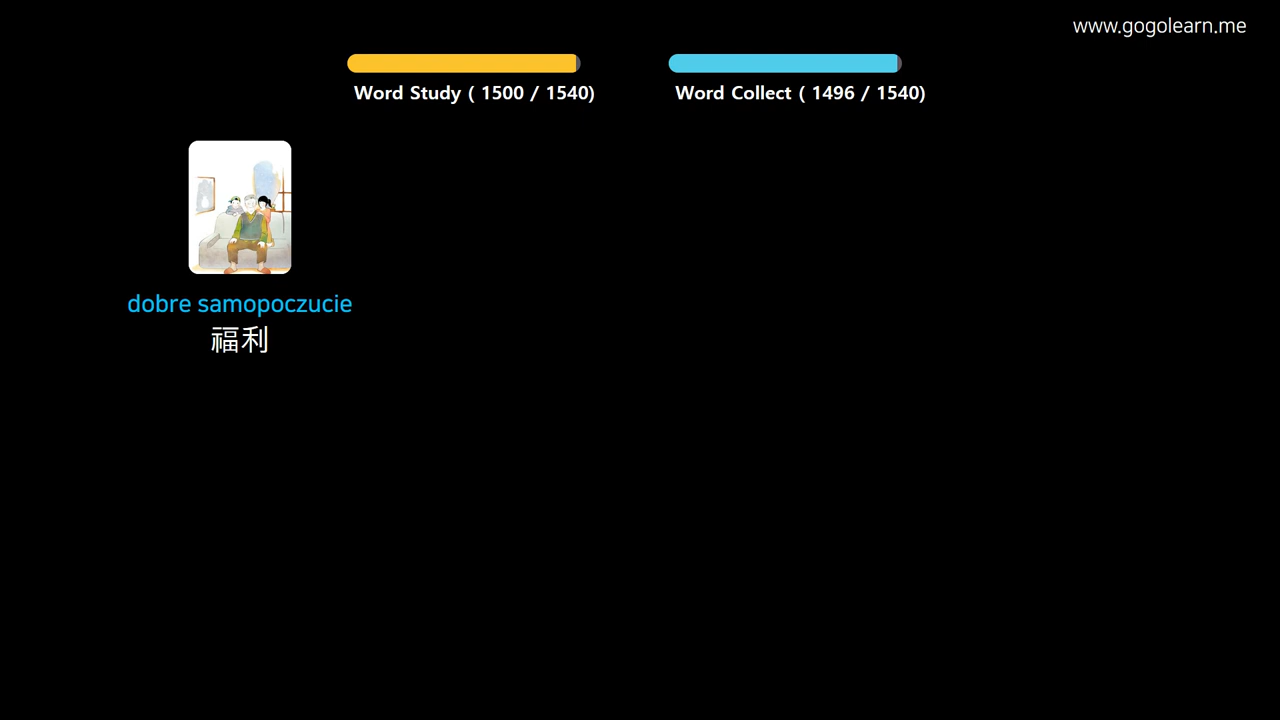 www.gogolearn.me
Word Study ( 1500 / 1540)
Word Collect ( 1496 / 1540)
dobre samopoczucie
福利